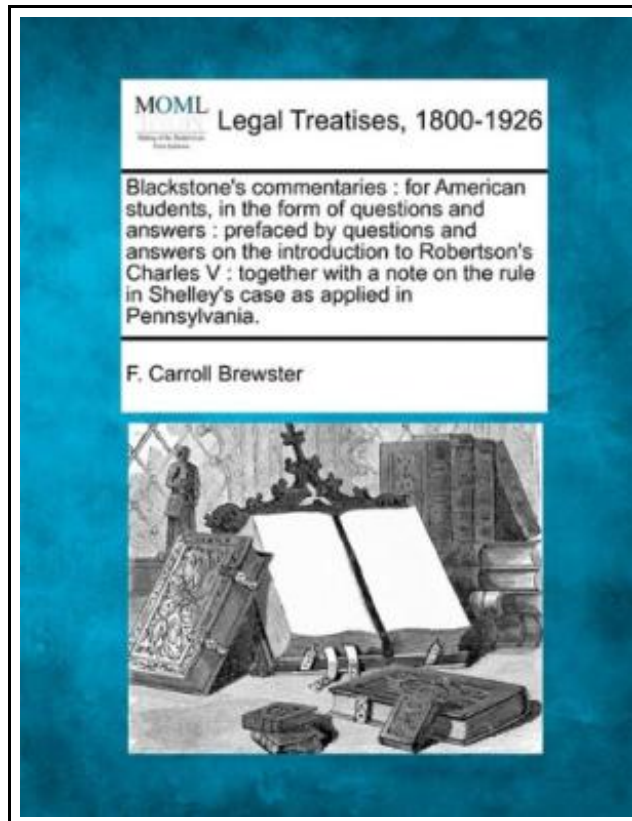 MOML
Legal Treatises, 1800-1926
Blackstone's commentaries : for American
students, in the form of questions and
answers : prefaced by questions and
answers on the introduction to Robertson's
Charles V : together with a note on the rule
in Shelley's case as applied in
Pennsylvania.
F. Carroll Brewster